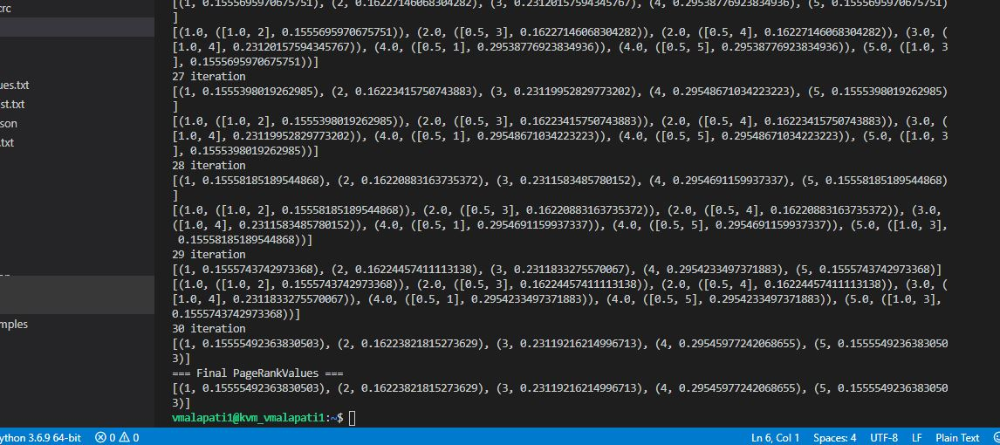 [(1, 0.1555695970675751), (2, 0.16227146068304282), (3, 0.23120157594345767), (4, 0.29538776923834936), (5, 0.1555695970675751)
]
[(1.0, ([1.0, 2], 0.1555695970675751)), (2.0, ([0.5, 3], 0.16227146068304282)), (2.0, ([0.5, 4], 0.16227146068304282)), (3.0, (
[1.0, 4], 0.23120157594345767)), (4.0, ([0.5, 1], 0.29538776923834936)), (4.0, ([0.5, 5], 0.29538776923834936)), (5.0, ([1.0, 3
], 0.1555695970675751))]
27 iteration
[(1, 0.1555398019262985), (2, 0.16223415750743883), (3, 0.23119952829773202), (4, 0.29548671034223223), (5, 0.1555398019262985)
]
[(1.0, ([1.0, 2], 0.1555398019262985)), (2.0, ([0.5, 3], 0.16223415750743883)), (2.0, ([0.5, 4], 0.16223415750743883)), (3.0, (
[1.0, 4], 0.23119952829773202)), (4.0, ([0.5, 1], 0.29548671034223223)), (4.0, ([0.5, 5], 0.29548671034223223)), (5.0, ([1.0, 3
], 0.1555398019262985))]
28 iteration
[(1, 0.15558185189544868), (2, 0.16220883163735372), (3, 0.2311583485780152), (4, 0.2954691159937337), (5, 0.15558185189544868)
]
[(1.0, ([1.0, 2], 0.15558185189544868)), (2.0, ([0.5, 3], 0.16220883163735372)), (2.0, ([0.5, 4], 0.16220883163735372)), (3.0,
([1.0, 4], 0.2311583485780152)), (4.0, ([0.5, 1], 0.2954691159937337)), (4.0, ([0.5, 5], 0.2954691159937337)), (5.0, ([1.0, 3],
0.15558185189544868))]
29 iteration
[(1, 0.1555743742973368), (2, 0.16224457411113138), (3, 0.2311833275570067), (4, 0.2954233497371883), (5, 0.1555743742973368)]
[(1.0, ([1.0, 2], 0.1555743742973368)), (2.0, ([0.5, 3], 0.16224457411113138)), (2.0, ([0.5, 4], 0.16224457411113138)), (3.0, (
[1.0, 4], 0.2311833275570067)), (4.0, ([0.5, 1], 0.2954233497371883)), (4.0, ([0.5, 5], 0.2954233497371883)), (5.0, ([1.0, 3],
0.1555743742973368))]
30 iteration
[(1, 0.15555492363830503), (2, 0.16223821815273629), (3, 0.23119216214996713), (4, 0.29545977242068655), (5, 0.1555549236383050
3)]
=== Final PageRankValues ===
[(1, 0.15555492363830503), (2, 0.16223821815273629), (3, 0.23119216214996713), (4, 0.29545977242068655), (5, 0.1555549236383050
3)]
vmalapati1@kvm_vmalapati1:~$
rc
ues.txt
st.txt
son
.txt
mples
ython 3.6.9 64-bit 0 0 Ln 6, Col 1 Spaces: 4 UTF-8 LF Plain Text